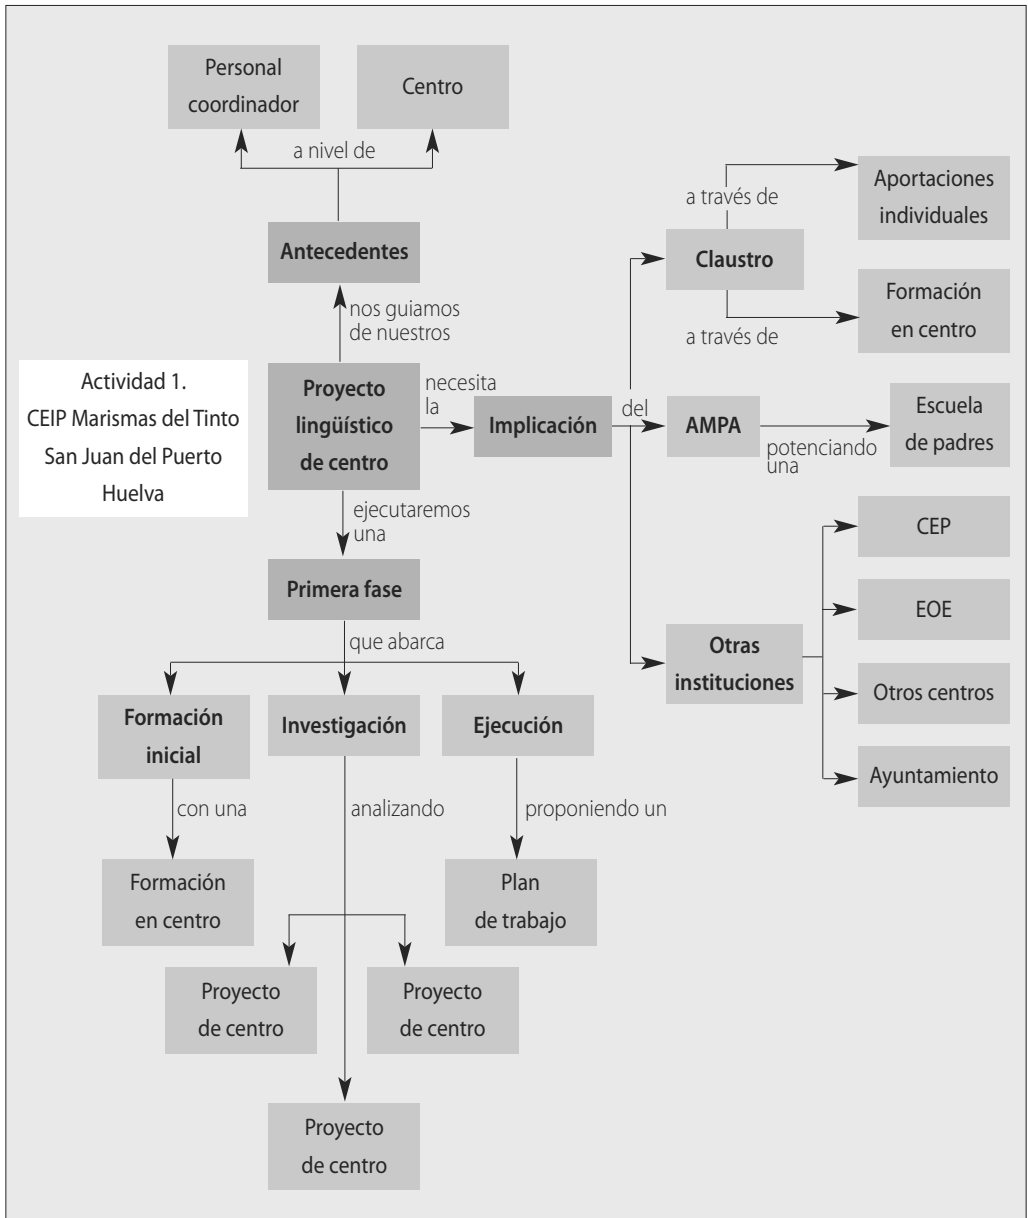 Personal
coordinador
Centro
a nivel de
Antecedentes
nos guiamos
de nuestros
Actividad 1.
CEIP Marismas del Tinto
San Juan del Puerto
Huelva
Proyecto
lingüístico
de centro
necesita
la
Implicación
del
Claustro
a través de
Aportaciones
individuales
a través de
Formación
en centro
AMPA
potenciando
una
Escuela
de padres
Otras
instituciones
CEP
EOE
Otros centros
Ayuntamiento
ejecutaremos
una
Primera fase
que abarca
Formación
inicial
Investigación
Ejecución
con una
analizando
proponiendo un
Formación
en centro
Plan
de trabajo
Proyecto
de centro
Proyecto
de centro
Proyecto
de centro